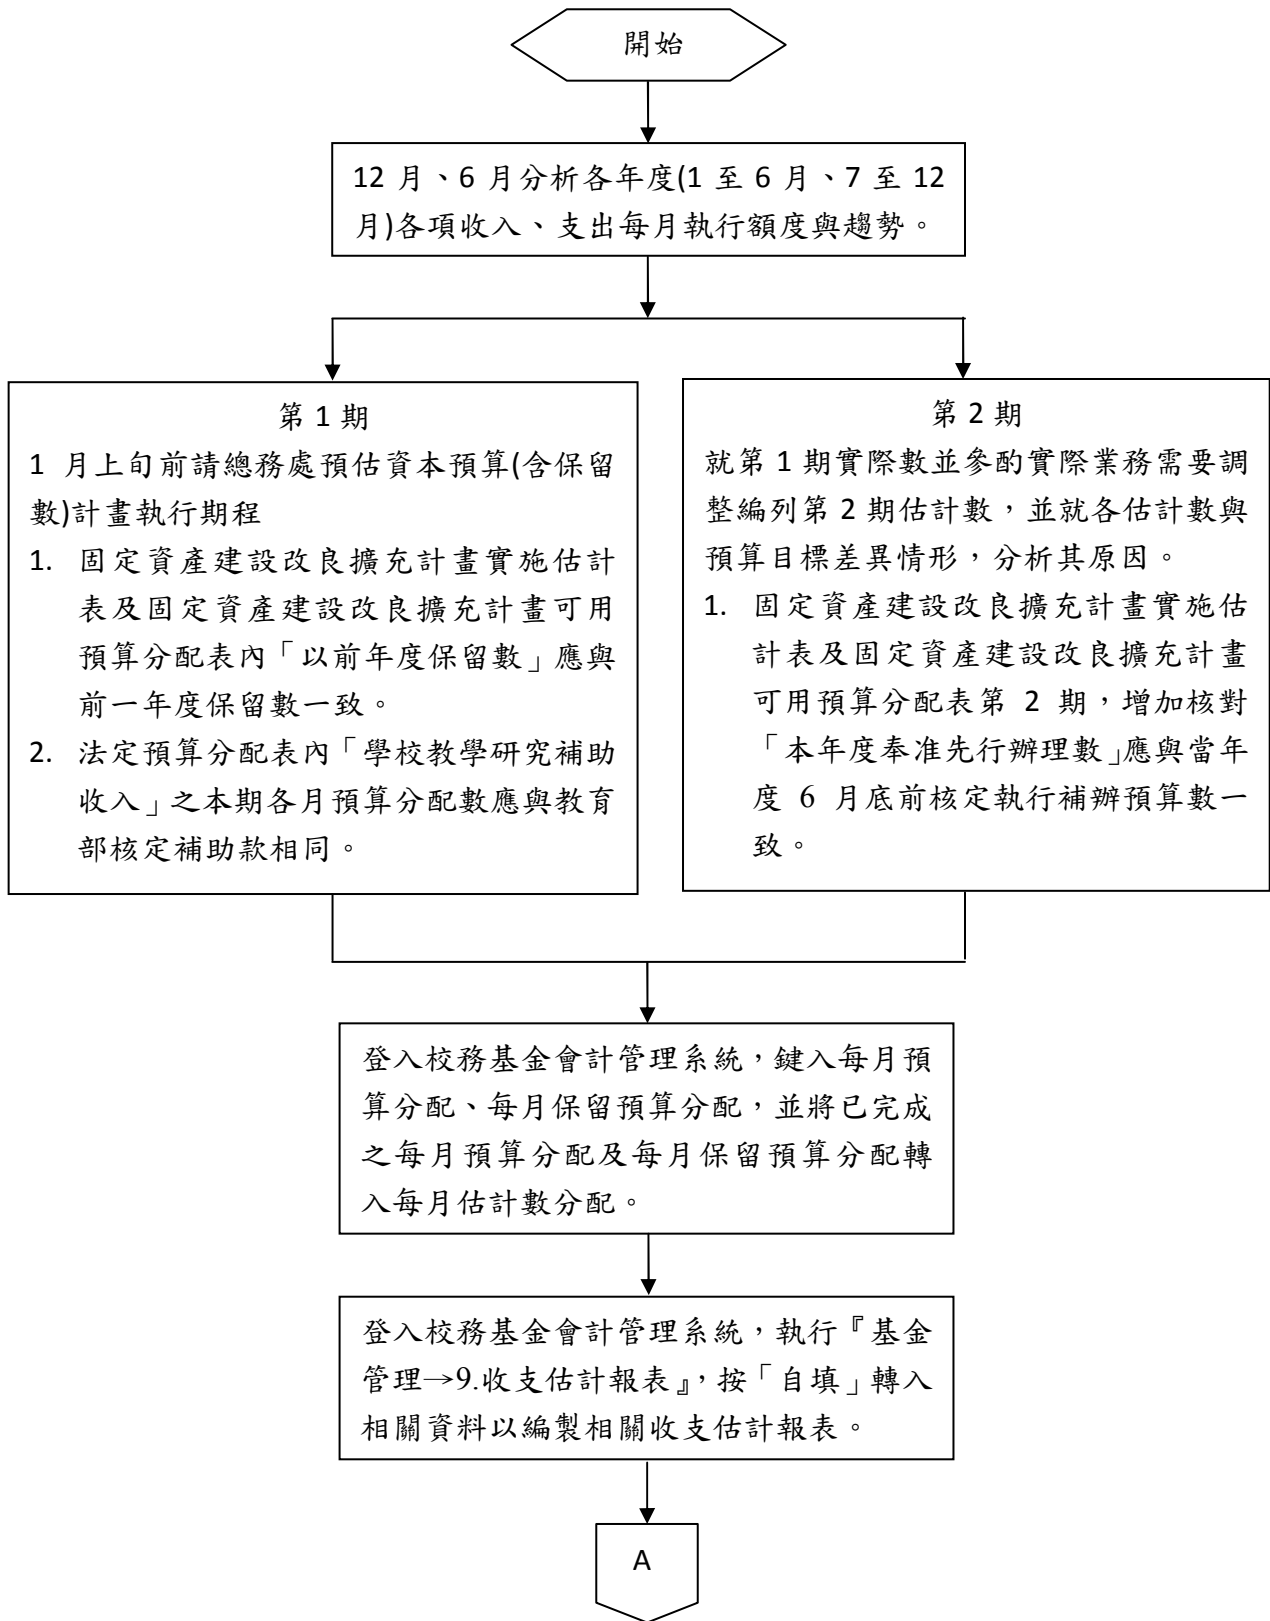 開始
12 月、6 月分析各年度(1 至 6 月、7 至 12
月)各項收入、支出每月執行額度與趨勢。
第 1 期
1 月上旬前請總務處預估資本預算(含保留
數)計畫執行期程
1. 固定資產建設改良擴充計畫實施估計
表及固定資產建設改良擴充計畫可用
預算分配表內「以前年度保留數」應與
前一年度保留數一致。
2. 法定預算分配表內「學校教學研究補助
收入」之本期各月預算分配數應與教育
部核定補助款相同。
第 2 期
就第 1 期實際數並參酌實際業務需要調
整編列第 2 期估計數，並就各估計數與
預算目標差異情形，分析其原因。
1. 固定資產建設改良擴充計畫實施估
計表及固定資產建設改良擴充計畫
可用預算分配表第 2 期，增加核對
「本年度奉准先行辦理數」應與當年
度 6 月底前核定執行補辦預算數一
致。
登入校務基金會計管理系統，鍵入每月預
算分配、每月保留預算分配，並將已完成
之每月預算分配及每月保留預算分配轉
入每月估計數分配。
登入校務基金會計管理系統，執行『基金
管理→9.收支估計報表』，按「自填」轉入
相關資料以編製相關收支估計報表。
A